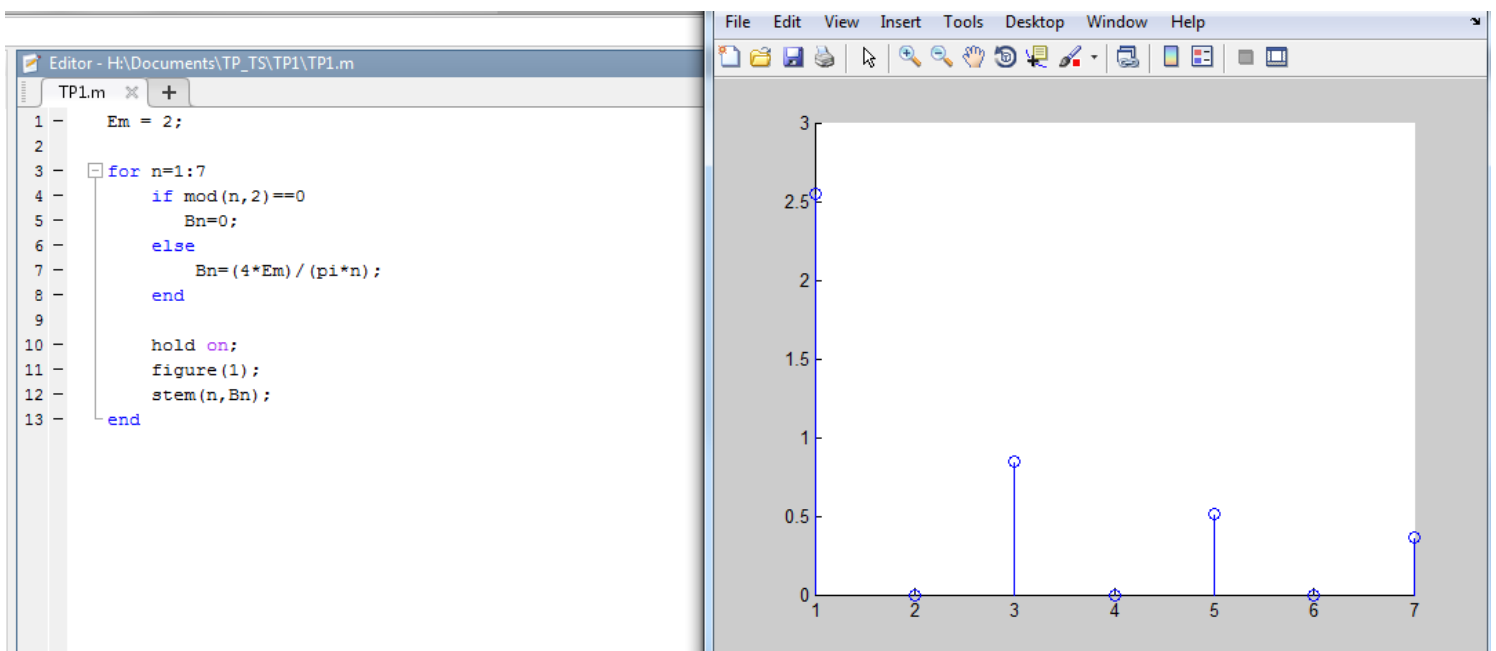 File Edit View Insert Tools Desktop Window Help
Editor - H:\Documents\TP_TS\TP1\TP1.m
TP1.m
1 Em = 2;
2
3 for n=1:7
4 if mod(n,2)==0
5 Bn=0;
6 else
7 Bn=(4*Em)/(pi*n);
8 end
9
10 hold on;
11 figure(1);
12 stem(n,Bn);
13 end
3
2.5
2
1.5
1
0.5
0
1 2 3 4 5 6 7